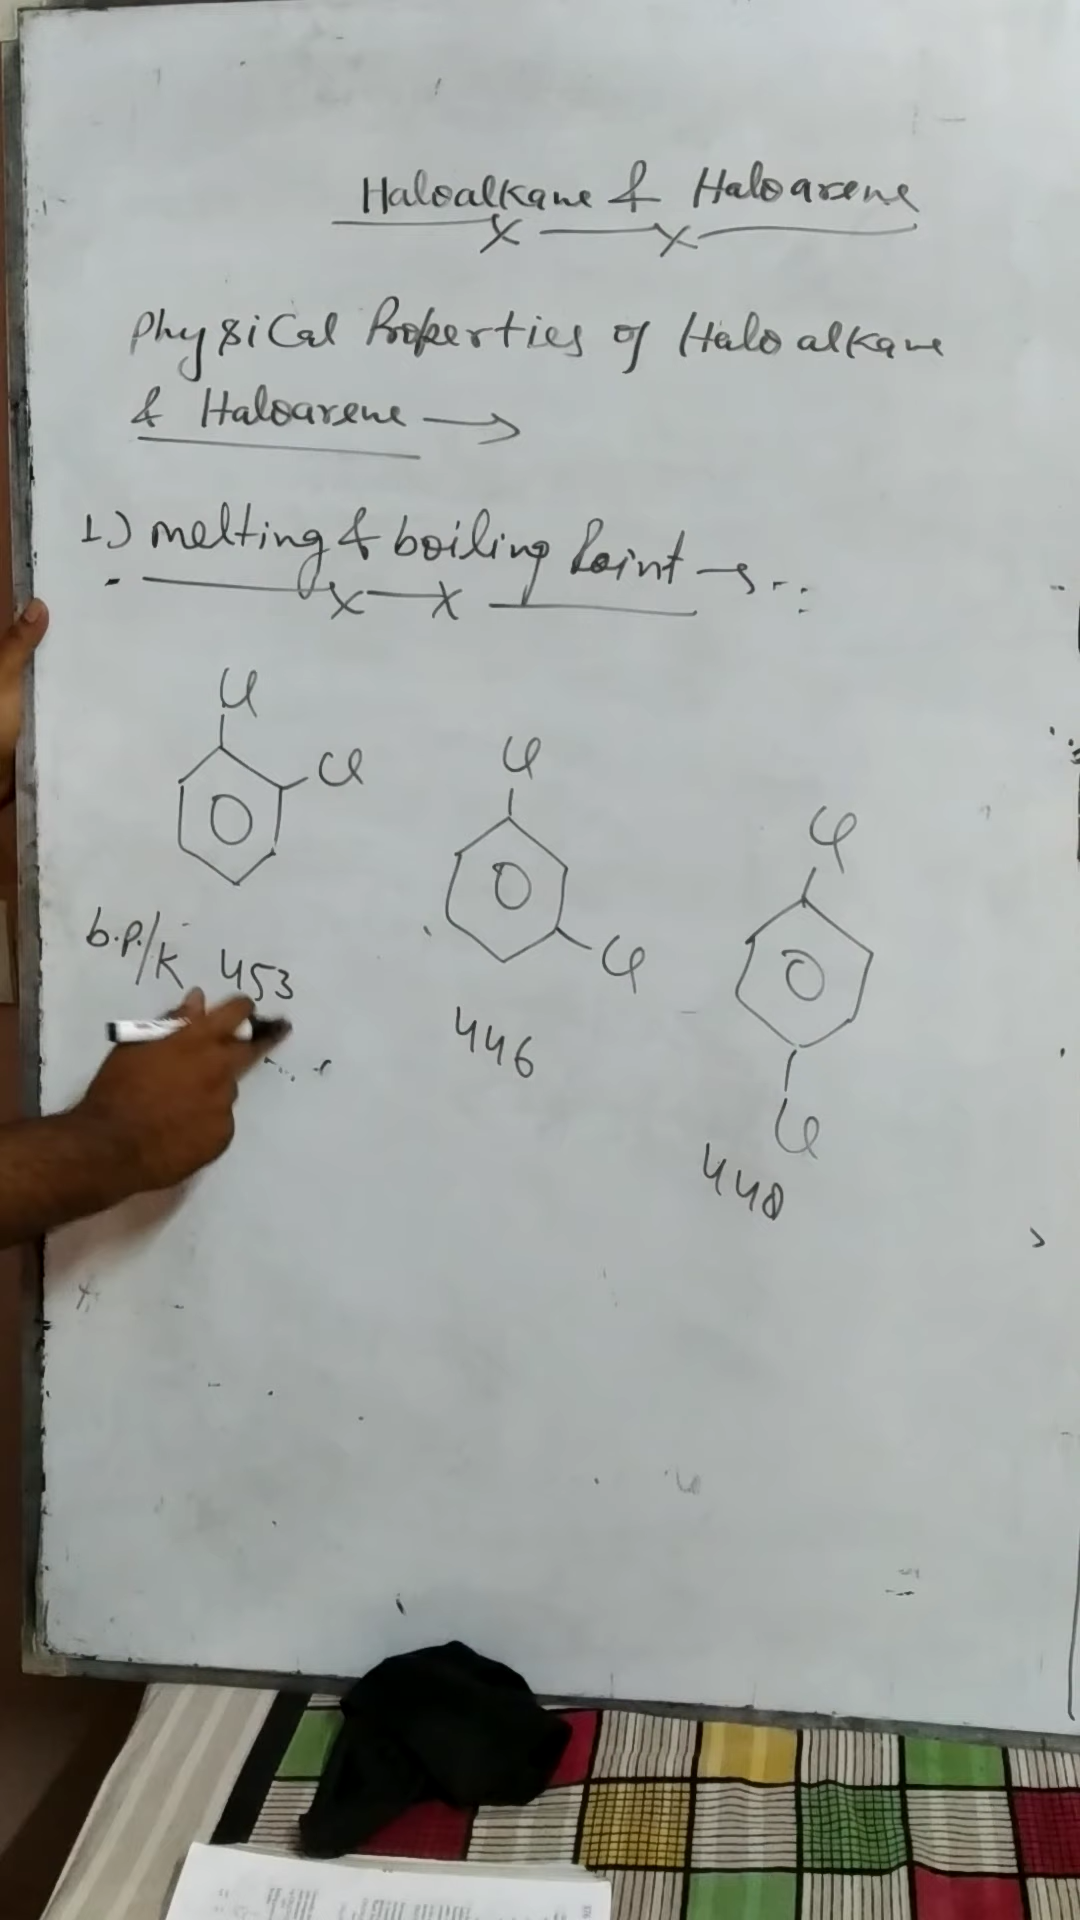 Haloalkane & Haloarene
Physical Properties of Haloalkane
& Haloarene →
1.) melting & boiling Point →
Cl
Cl
Cl
Cl
Cl
Cl
b.p./K 453
446
448